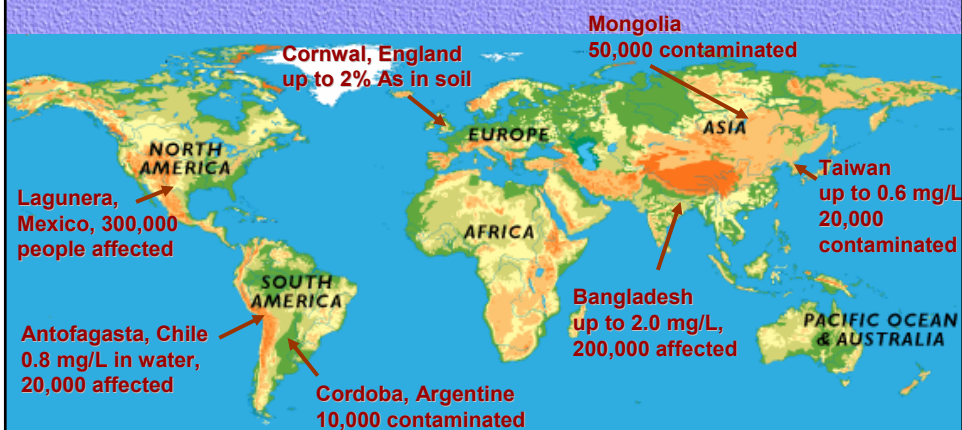 Mongolia
50,000 contaminated
Cornwal, England
up to 2% As in soil
EUROPE
ASIA
NORTH
AMERICA
Taiwan
up to 0.6 mg/L
20,000
contaminated
Lagunera,
Mexico, 300,000
people affected
AFRICA
SOUTH
AMERICA
Bangladesh
up to 2.0 mg/L,
200,000 affected
PACIFIC OCEAN
& AUSTRALIA
Antofagasta, Chile
0.8 mg/L in water,
20,000 affected
Cordoba, Argentine
10,000 contaminated